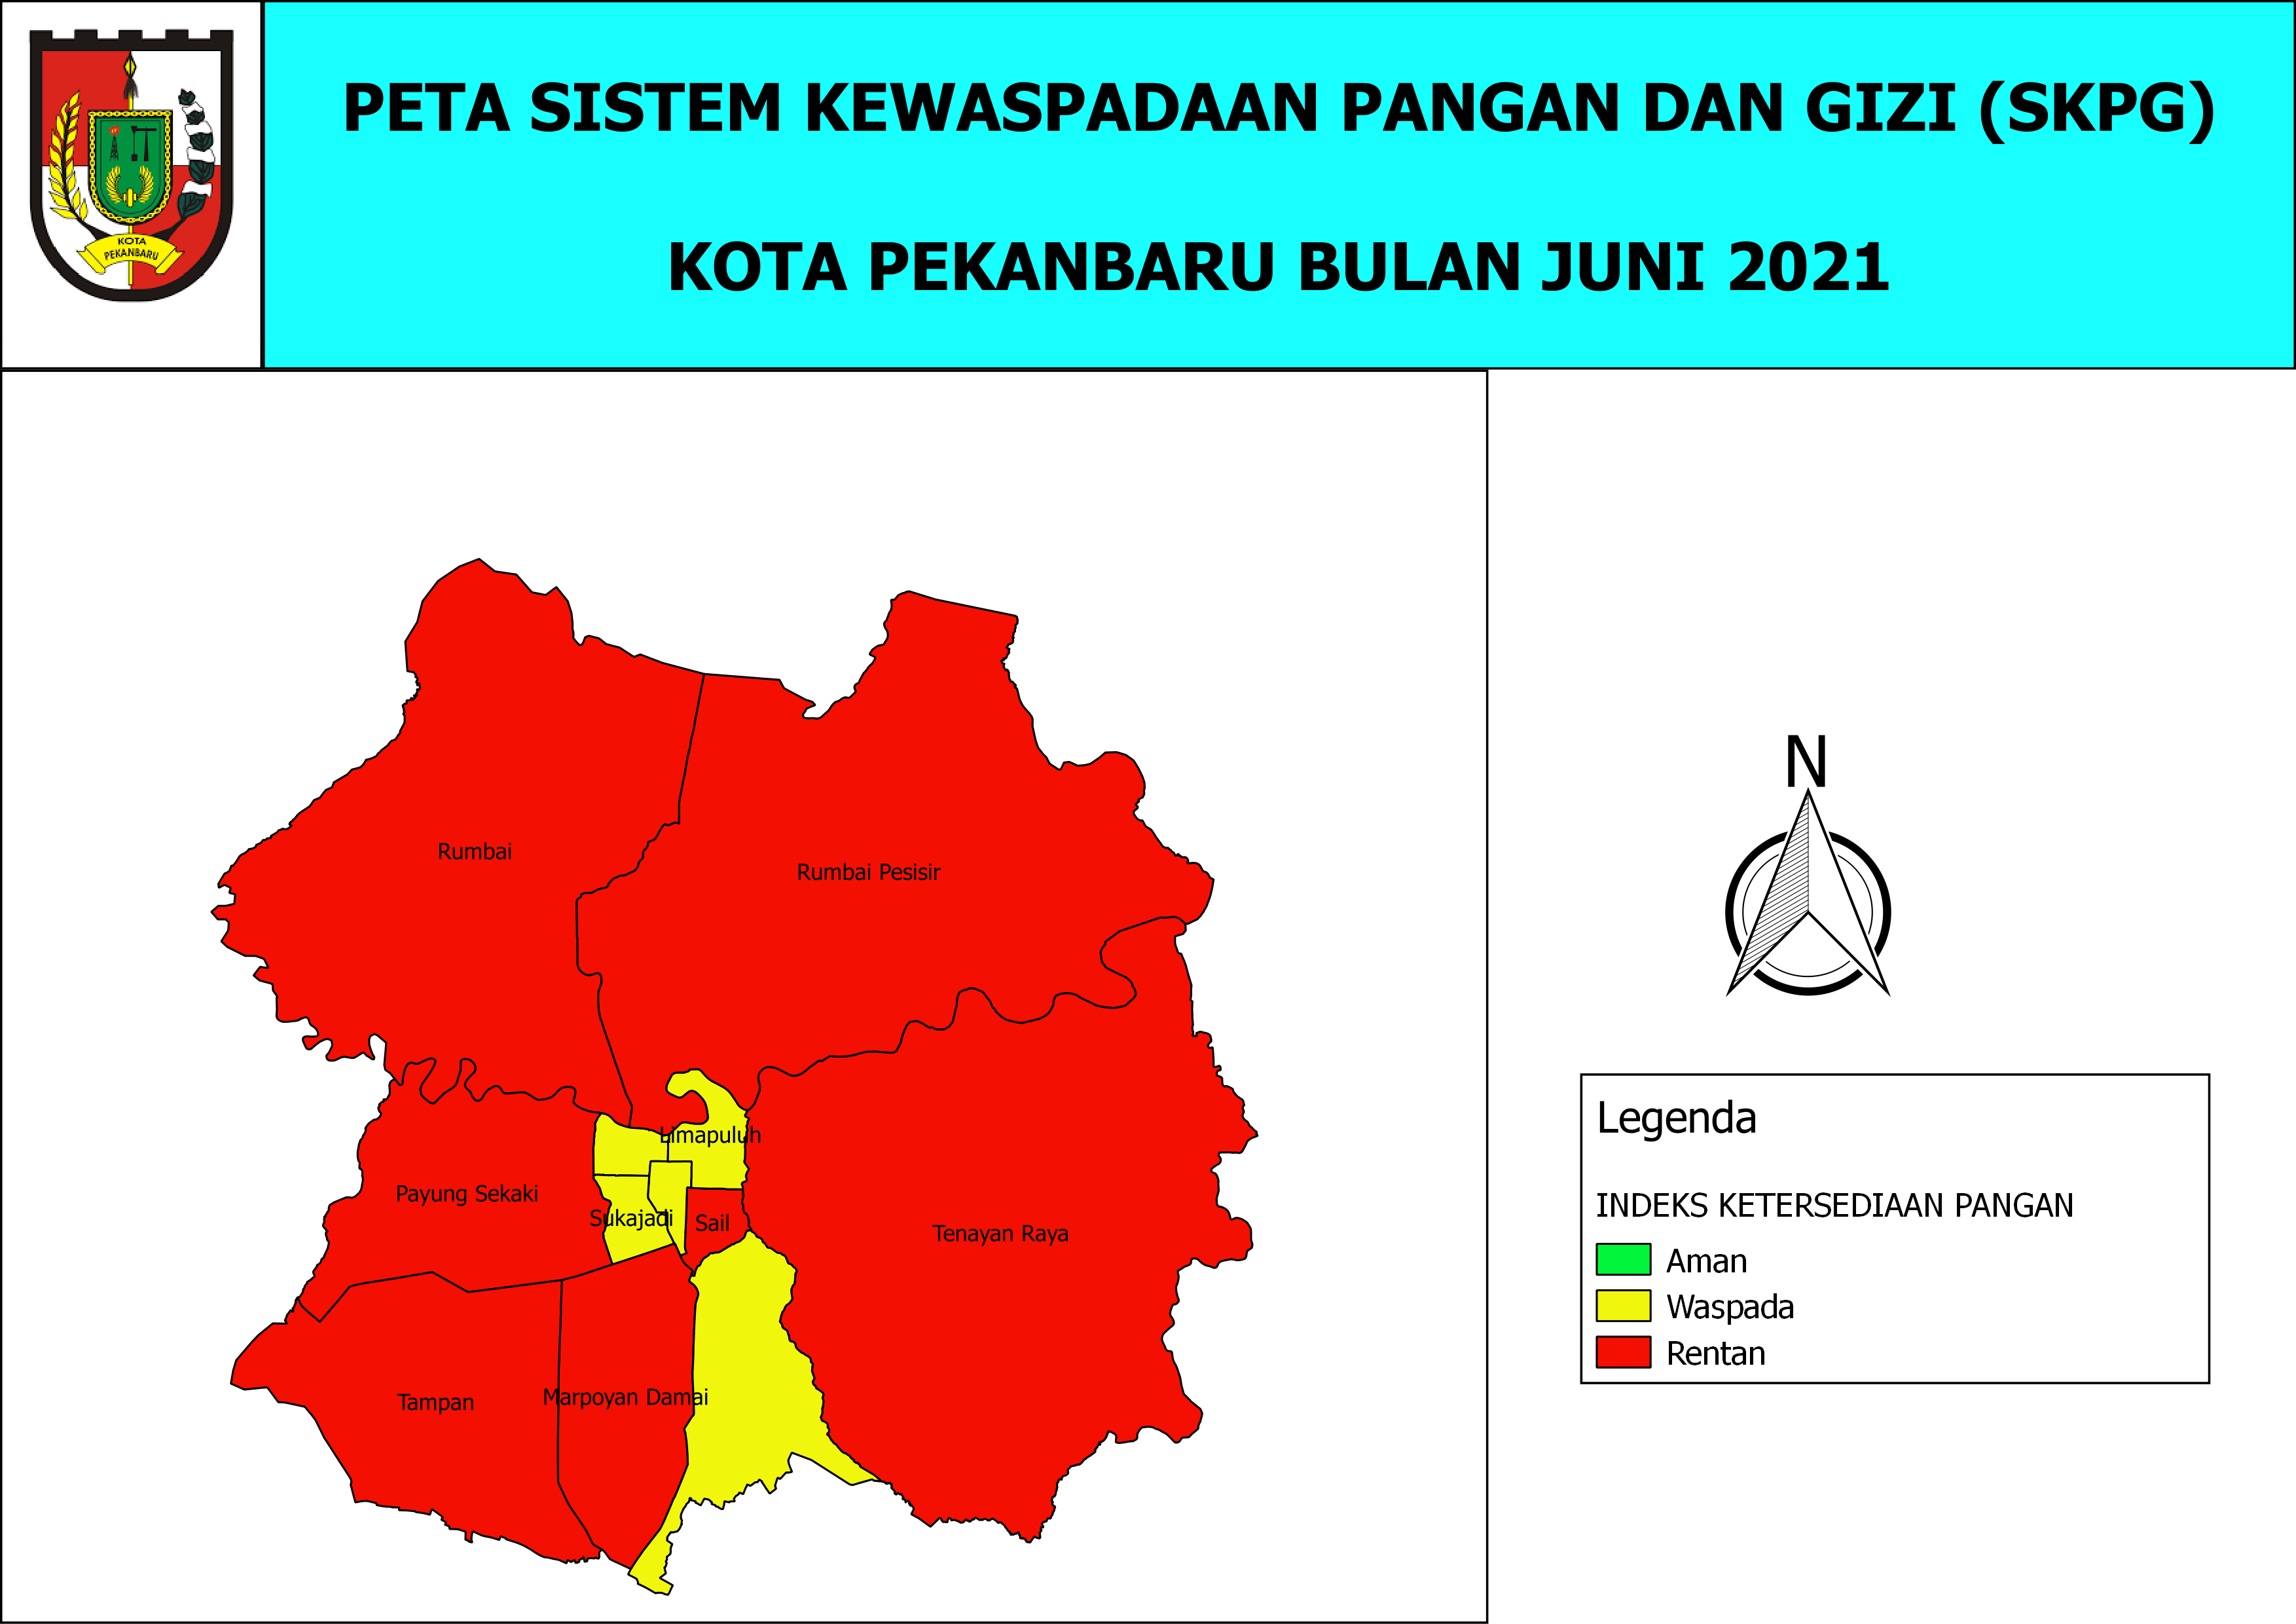 KOTA
PEKANBARU
PETA SISTEM KEWASPADAAN PANGAN DAN GIZI (SKPG)
KOTA PEKANBARU BULAN JUNI 2021
Rumbai
Rumbai Pesisir
Limapuluh
Payung Sekaki
Sukajadi
Sail
Tenayan Raya
Tampan
Marpoyan Damai
N
Legenda
INDEKS KETERSEDIAAN PANGAN
Aman
Waspada
Rentan